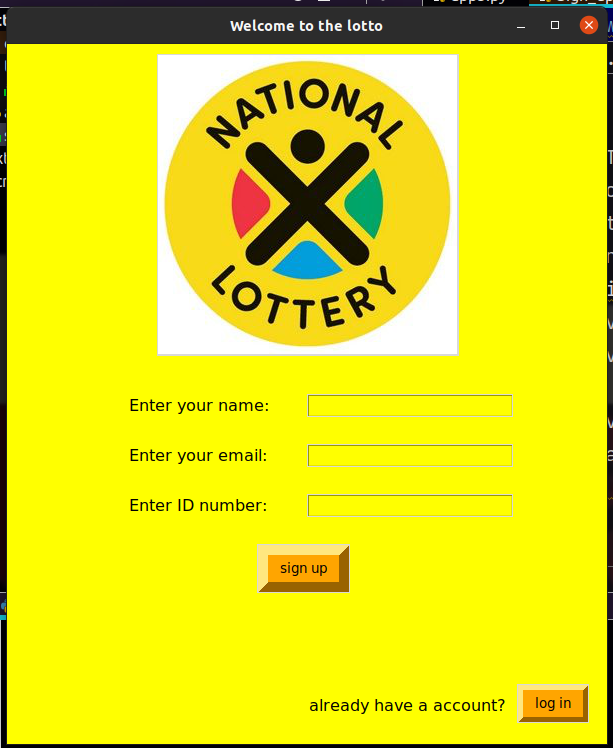 Welcome to the lotto
NATIONAL
LOTTERY
Enter your name:
Enter your email:
Enter ID number:
sign up
already have a account?
log in